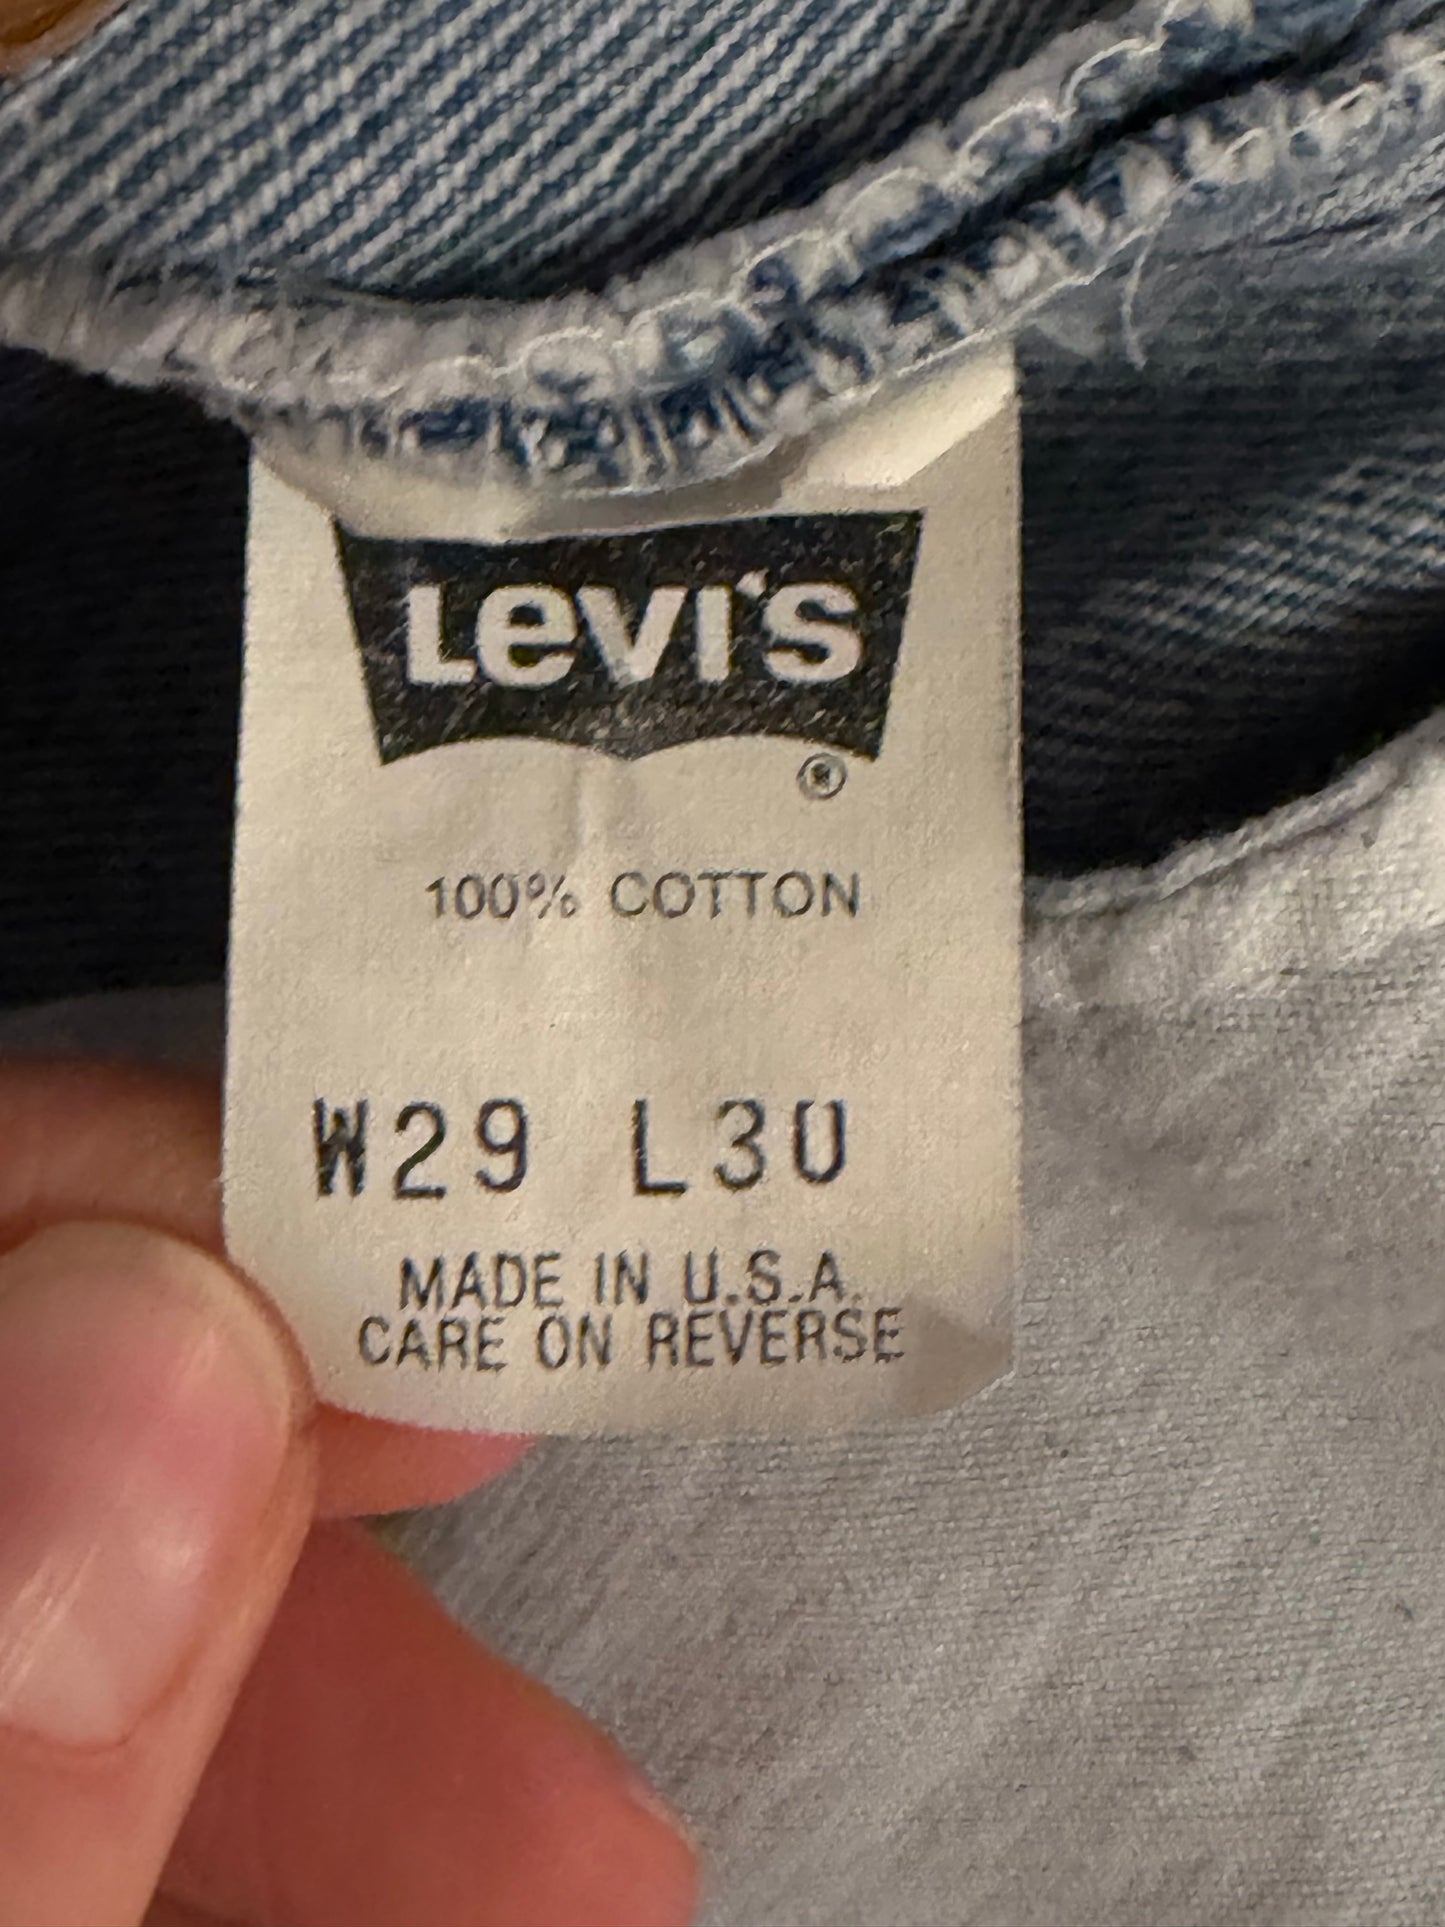 Levi's
®
100% COTTON
W29 L30
MADE IN U.S.A.
CARE ON REVERSE